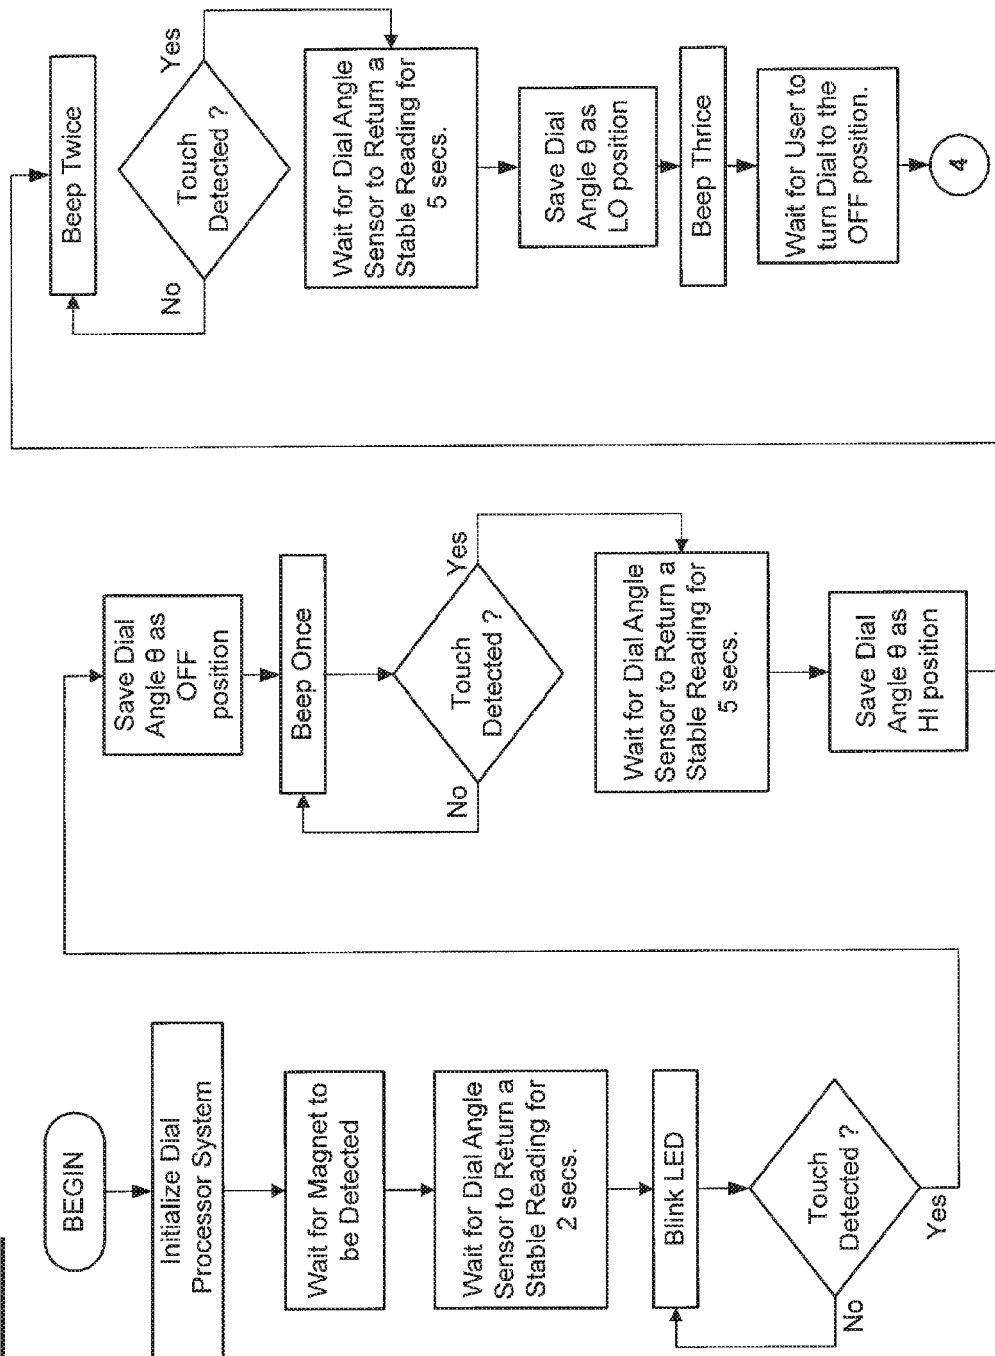 BEGIN
Initialize Dial
Processor System
Wait for Magnet to
be Detected
Wait for Dial Angle
Sensor to Return a
Stable Reading for
2 secs.
Blink LED
Touch
Detected ?
No
Yes
Save Dial
Angle θ as
OFF
position
Beep Once
Touch
Detected ?
No
Yes
Wait for Dial Angle
Sensor to Return a
Stable Reading for
5 secs.
Save Dial
Angle θ as
HI position
Beep Twice
Touch
Detected ?
No
Yes
Wait for Dial Angle
Sensor to Return a
Stable Reading for
5 secs.
Save Dial
Angle θ as
LO position
Beep Thrice
Wait for User to
turn Dial to the
OFF position.
4